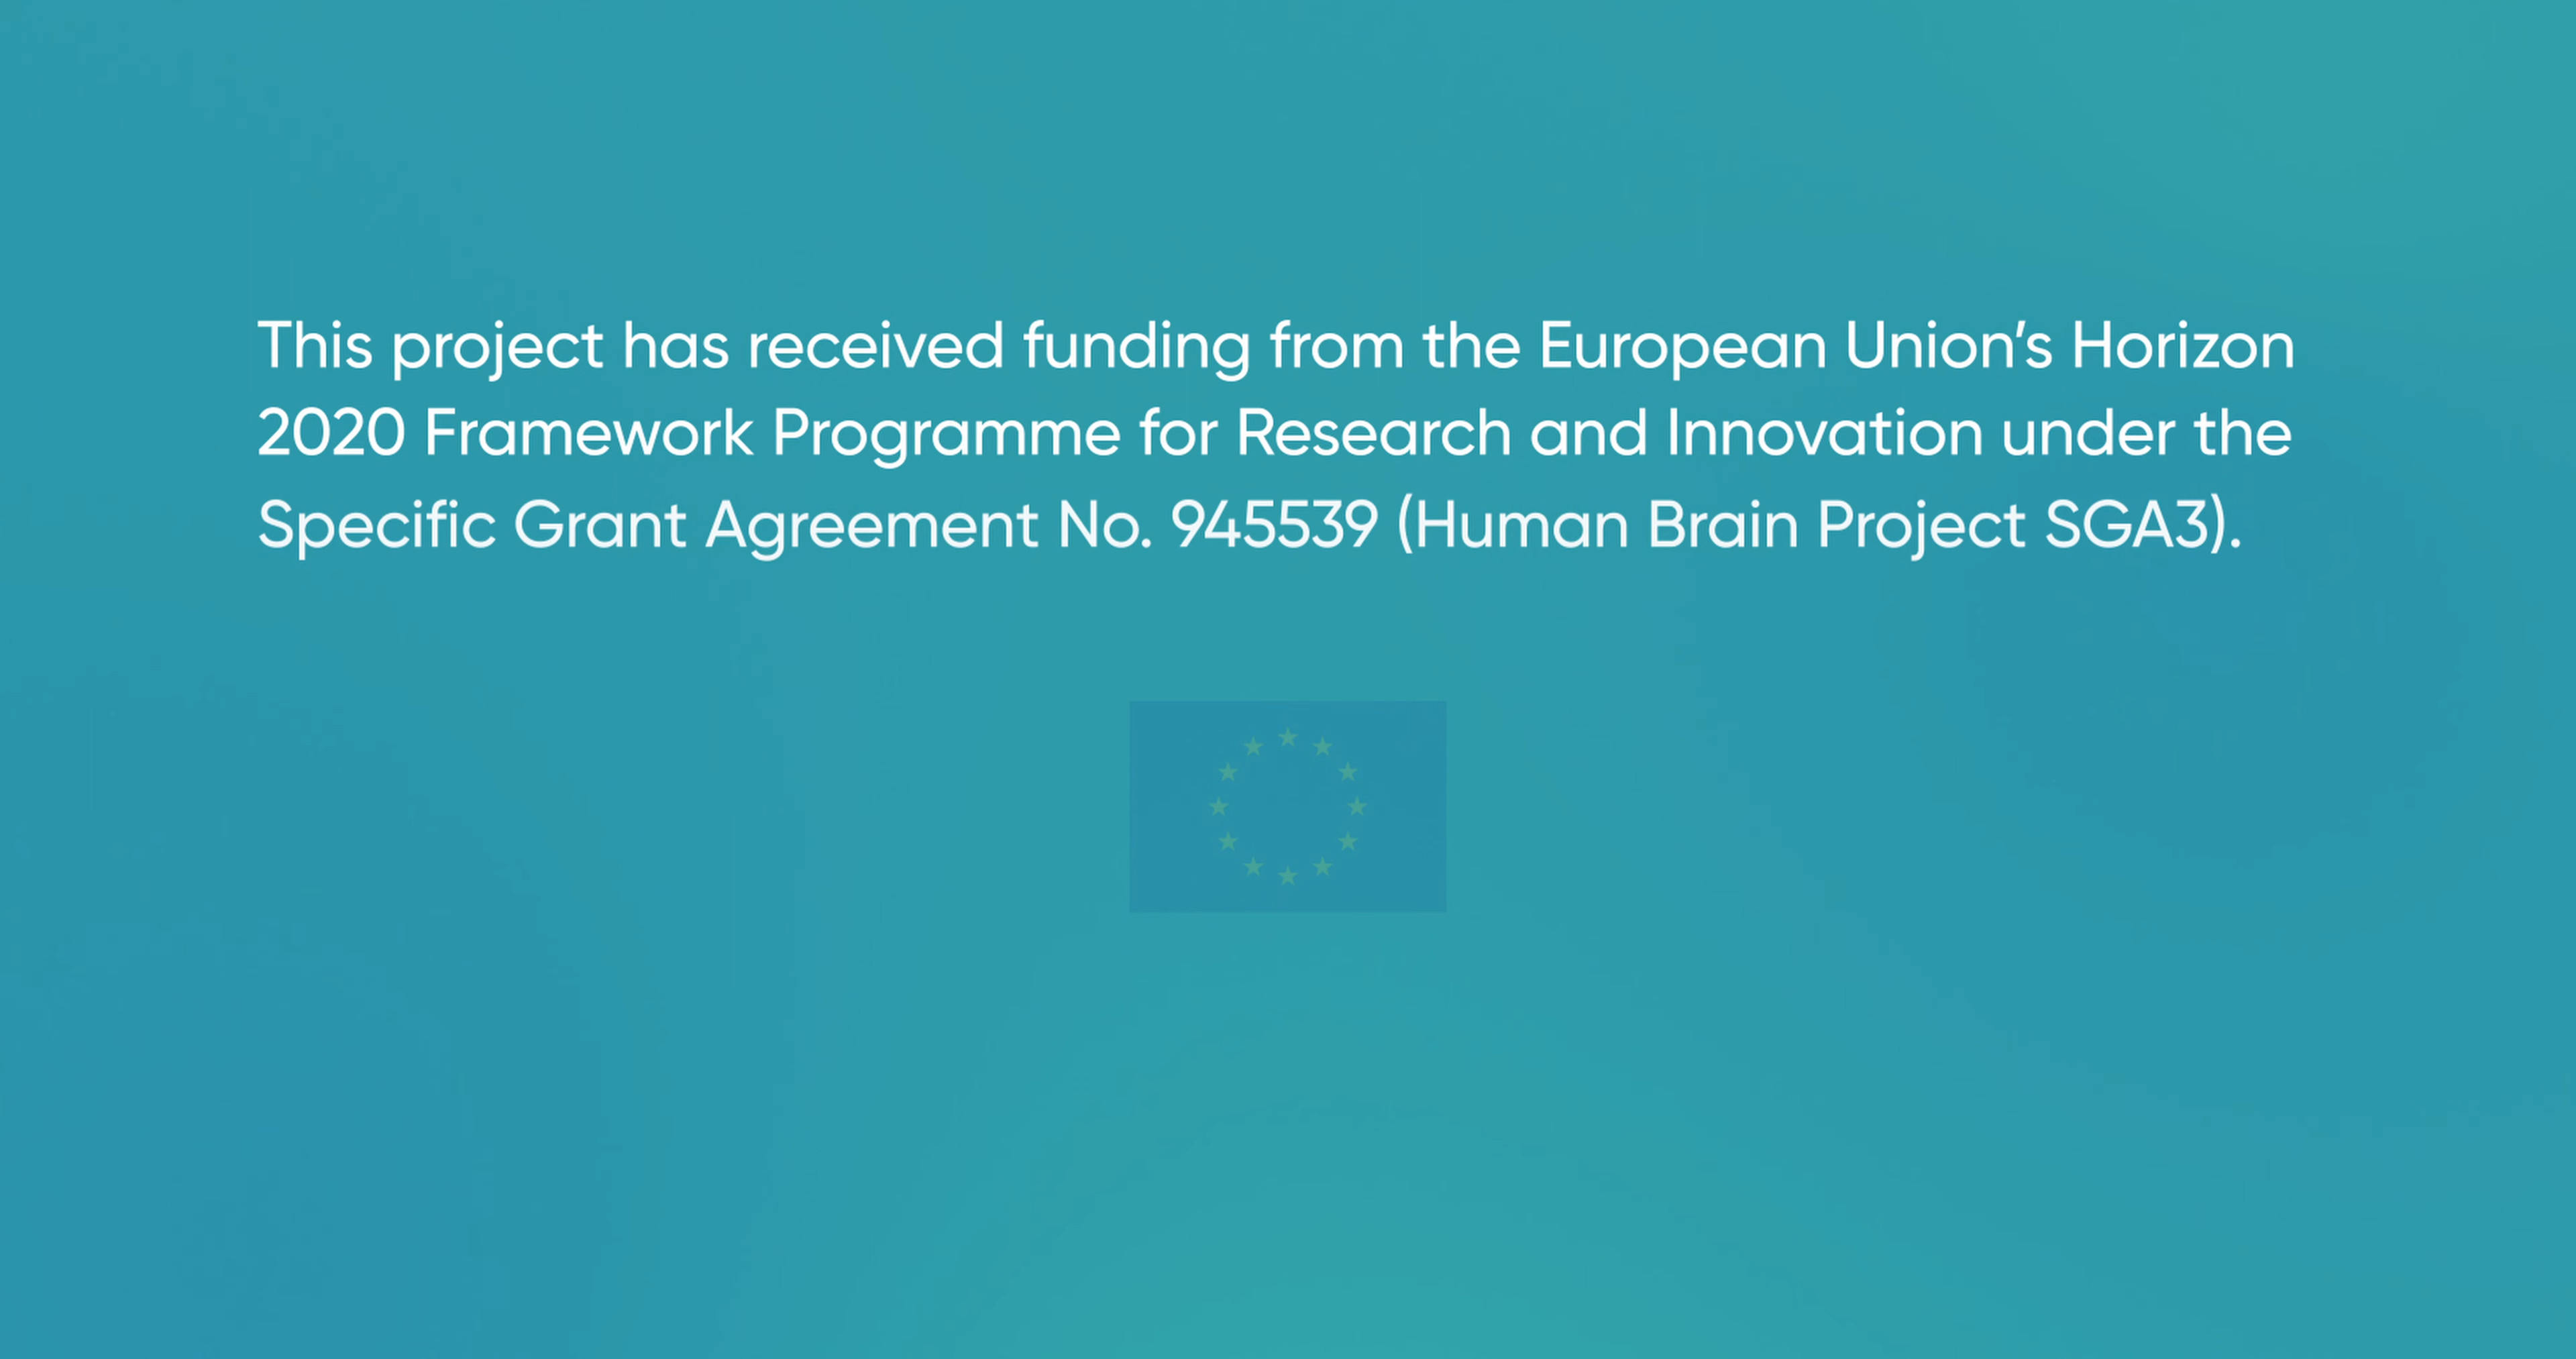 This project has received funding from the European Union’s Horizon
2020 Framework Programme for Research and Innovation under the
Specific Grant Agreement No. 945539 (Human Brain Project SGA3).